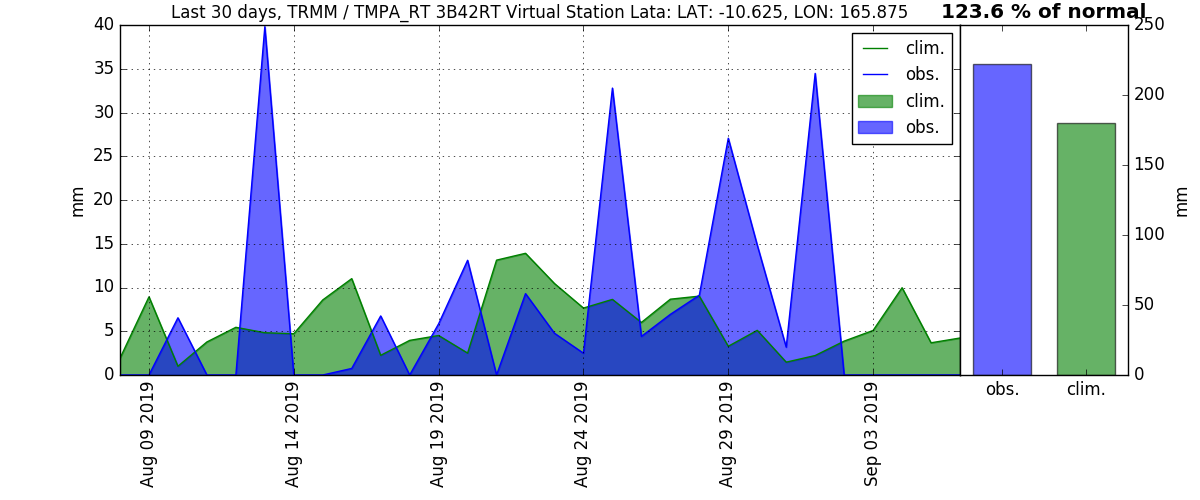 Last 30 days, TRMM / TMPA_RT 3B42RT Virtual Station Lata: LAT: -10.625, LON: 165.875
123.6 % of normal
40
35
30
25
20
15
10
5
0
mm
clim.
obs.
clim.
obs.
Aug 09 2019
Aug 14 2019
Aug 19 2019
Aug 24 2019
Aug 29 2019
Sep 03 2019
250
200
150
100
50
0
mm
obs.
clim.